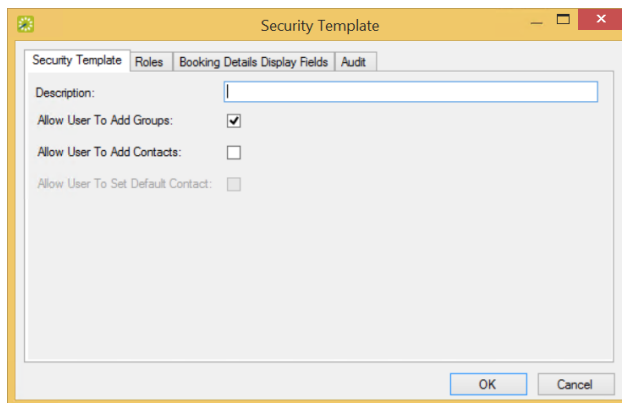 Security Template
Security Template Roles Booking Details Display Fields Audit
Description:
Allow User To Add Groups:
Allow User To Add Contacts:
Allow User To Set Default Contact:
OK Cancel